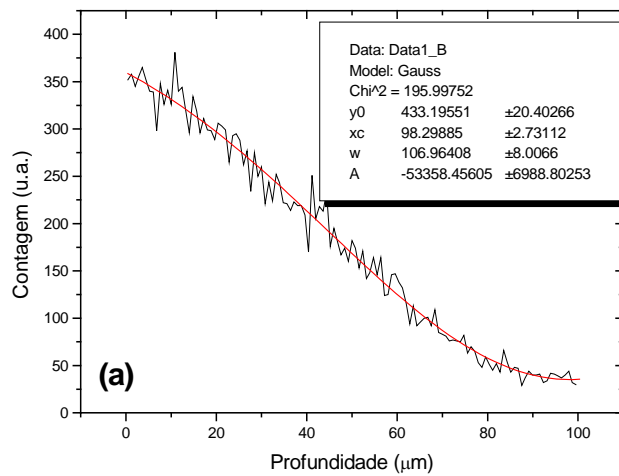 Data: Data1_B
Model: Gauss
Chi^2 = 195.99752
y0 433.19551 ±20.40266
xc 98.29885 ±2.73112
w 106.96408 ±8.0066
A -53358.45605 ±6988.80253
400
350
300
250
200
150
100
50
0
Contagem (u.a.)
(a)
0 20 40 60 80 100
Profundidade (μm)